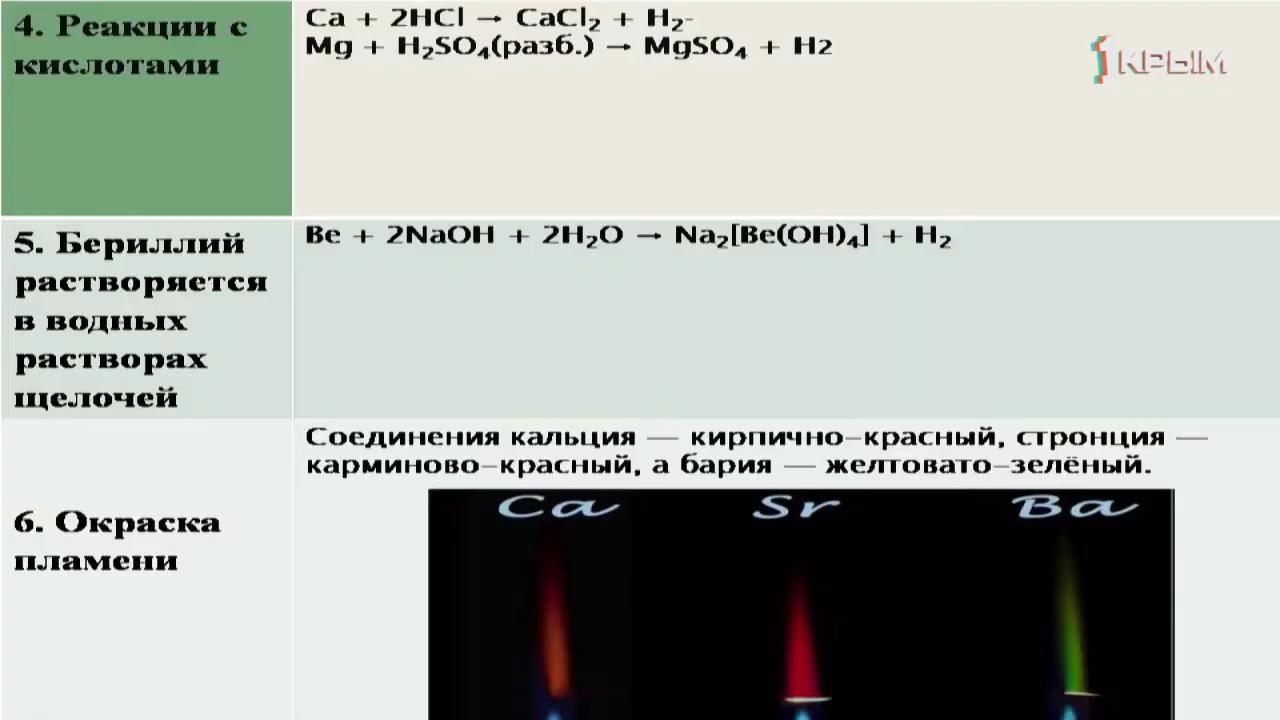 4. Реакции с
кислотами
Ca + 2HCl → CaCl₂ + H₂-
Mg + H₂SO₄(разб.) → MgSO₄ + H2
КРЫМ
5. Бериллий
растворяется
в водных
растворах
щелочей
Be + 2NaOH + 2H₂O → Na₂[Be(OH)₄] + H₂
6. Окраска
пламени
Соединения кальция — кирпично–красный, стронция —
карминово–красный, а бария — желтовато–зелёный.
Ca Sr Ba